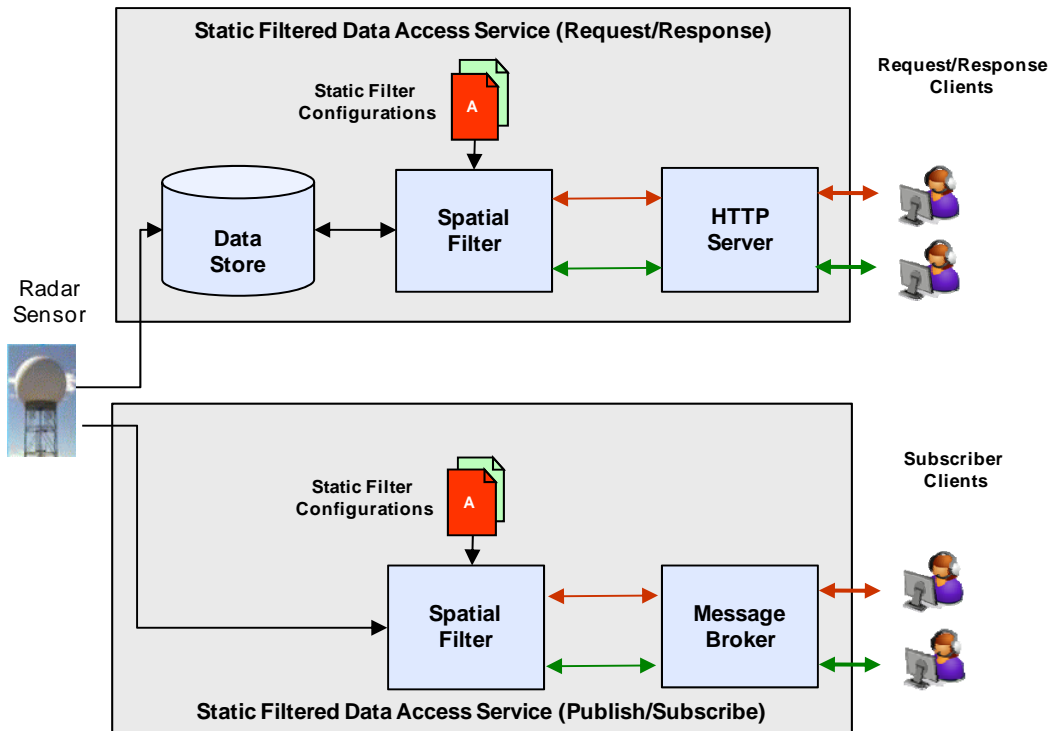 Static Filtered Data Access Service (Request/Response)
Static Filter
Configurations
A
Request/Response
Clients
Data
Store
Spatial
Filter
HTTP
Server
Radar
Sensor
Static Filter
Configurations
A
Subscriber
Clients
Spatial
Filter
Message
Broker
Static Filtered Data Access Service (Publish/Subscribe)